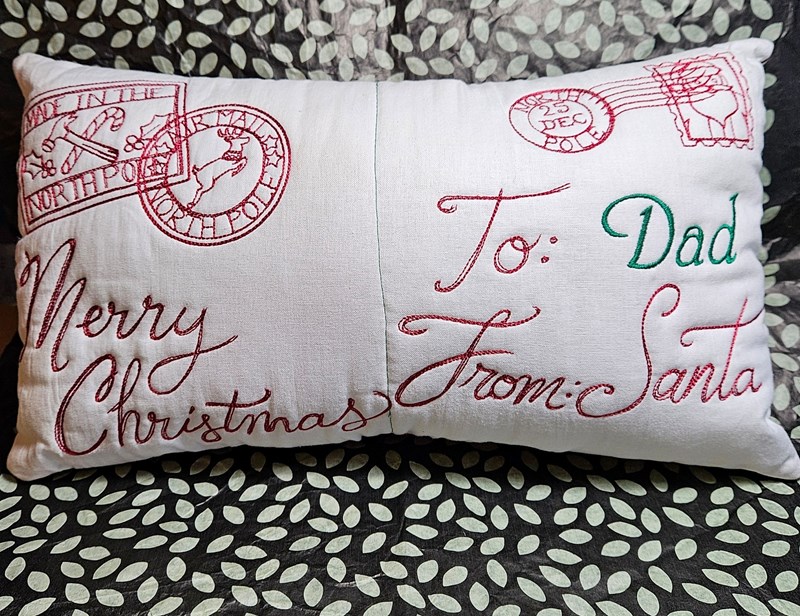 MADE IN THE
NORTH POLE
AIR MAIL
NORTH POLE
NORTH
25
DEC
POLE
To: Dad
From: Santa
Merry
Christmas